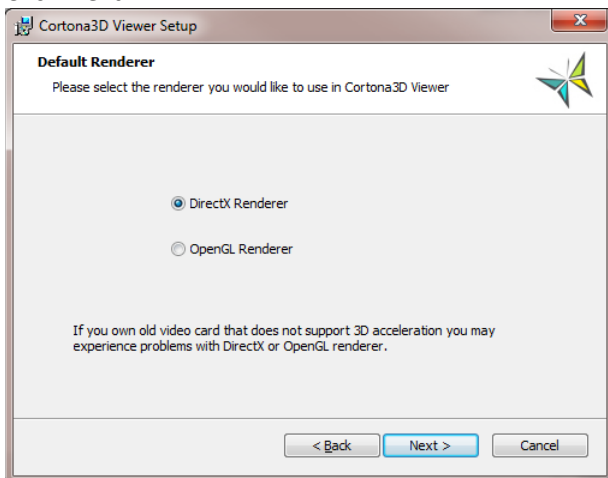 Cortona3D Viewer Setup
Default Renderer
Please select the renderer you would like to use in Cortona3D Viewer
DirectX Renderer
OpenGL Renderer
If you own old video card that does not support 3D acceleration you may
experience problems with DirectX or OpenGL renderer.
< Back Next > Cancel